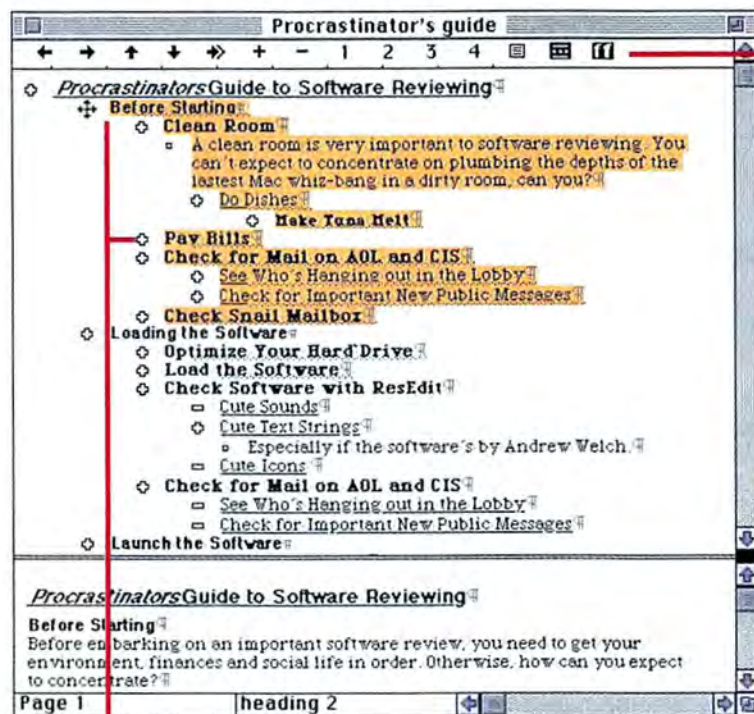 Procrastinator's guide
+ − 1 2 3 4
ProcrastinatorsGuide to Software Reviewing¶
Before Starting¶
Clean Room¶
A clean room is very important to software reviewing. You
can't expect to concentrate on plumbing the depths of the
lastest Mac whiz-bang in a dirty room, can you?¶
Do Dishes¶
Make Tuna Melt¶
Pay Bills¶
Check for Mail on AOL and CIS¶
See Who's Hanging out in the Lobby¶
Check for Important New Public Messages¶
Check Snail Mailbox¶
Loading the Software¶
Optimize Your Hard Drive¶
Load the Software¶
Check Software with ResEdit¶
Cute Sounds¶
Cute Text Strings¶
Especially if the software's by Andrew Welch.¶
Cute Icons¶
Check for Mail on AOL and CIS¶
See Who's Hanging out in the Lobby¶
Check for Important New Public Messages¶
Launch the Software¶
ProcrastinatorsGuide to Software Reviewing¶
Before Starting¶
Before embarking on an important software review, you need to get your
environment, finances and social life in order. Otherwise, how can you expect
to concentrate?¶
Page 1 heading 2